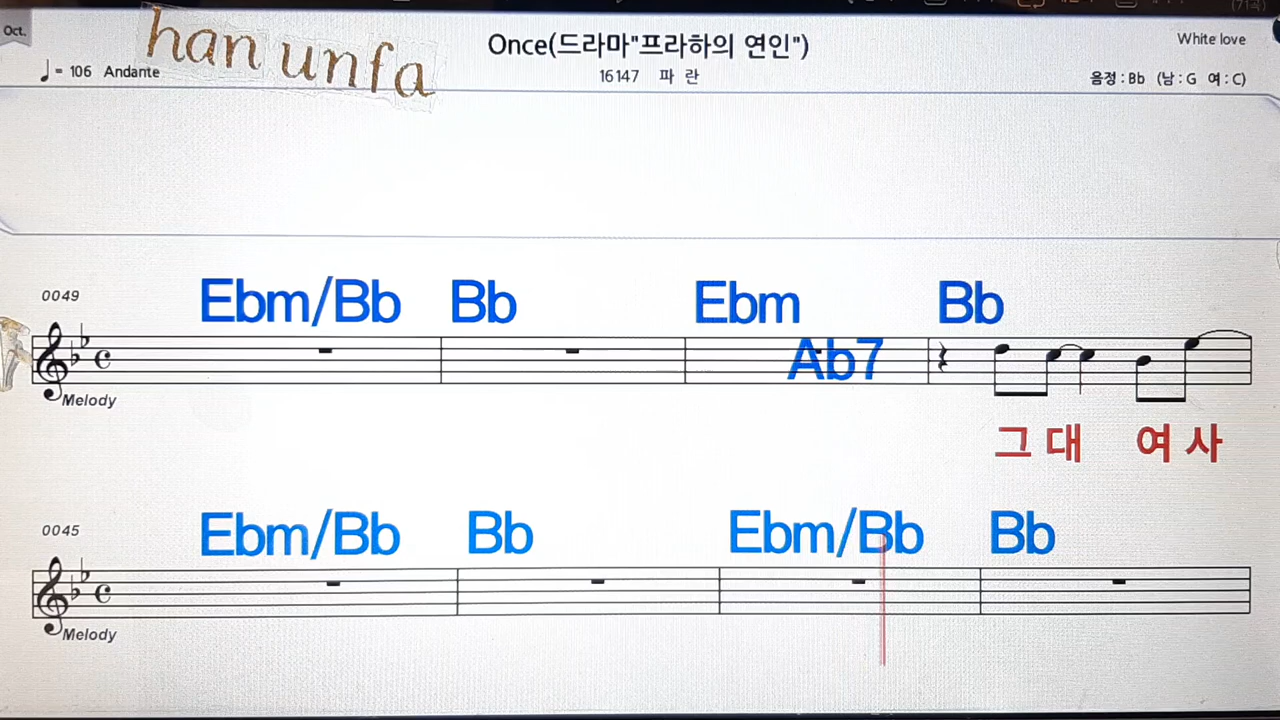 Oct.
han unfa
Once(드라마"프라하의 연인")
White love
♩= 106 Andante
16147 파 란
음정 : Bb (남 : G 여 : C)
0049
Ebm/Bb Bb Ebm Ab7 Bb
Melody
그 대 여 사
0045
Ebm/Bb Bb Ebm/Bb Bb
Melody